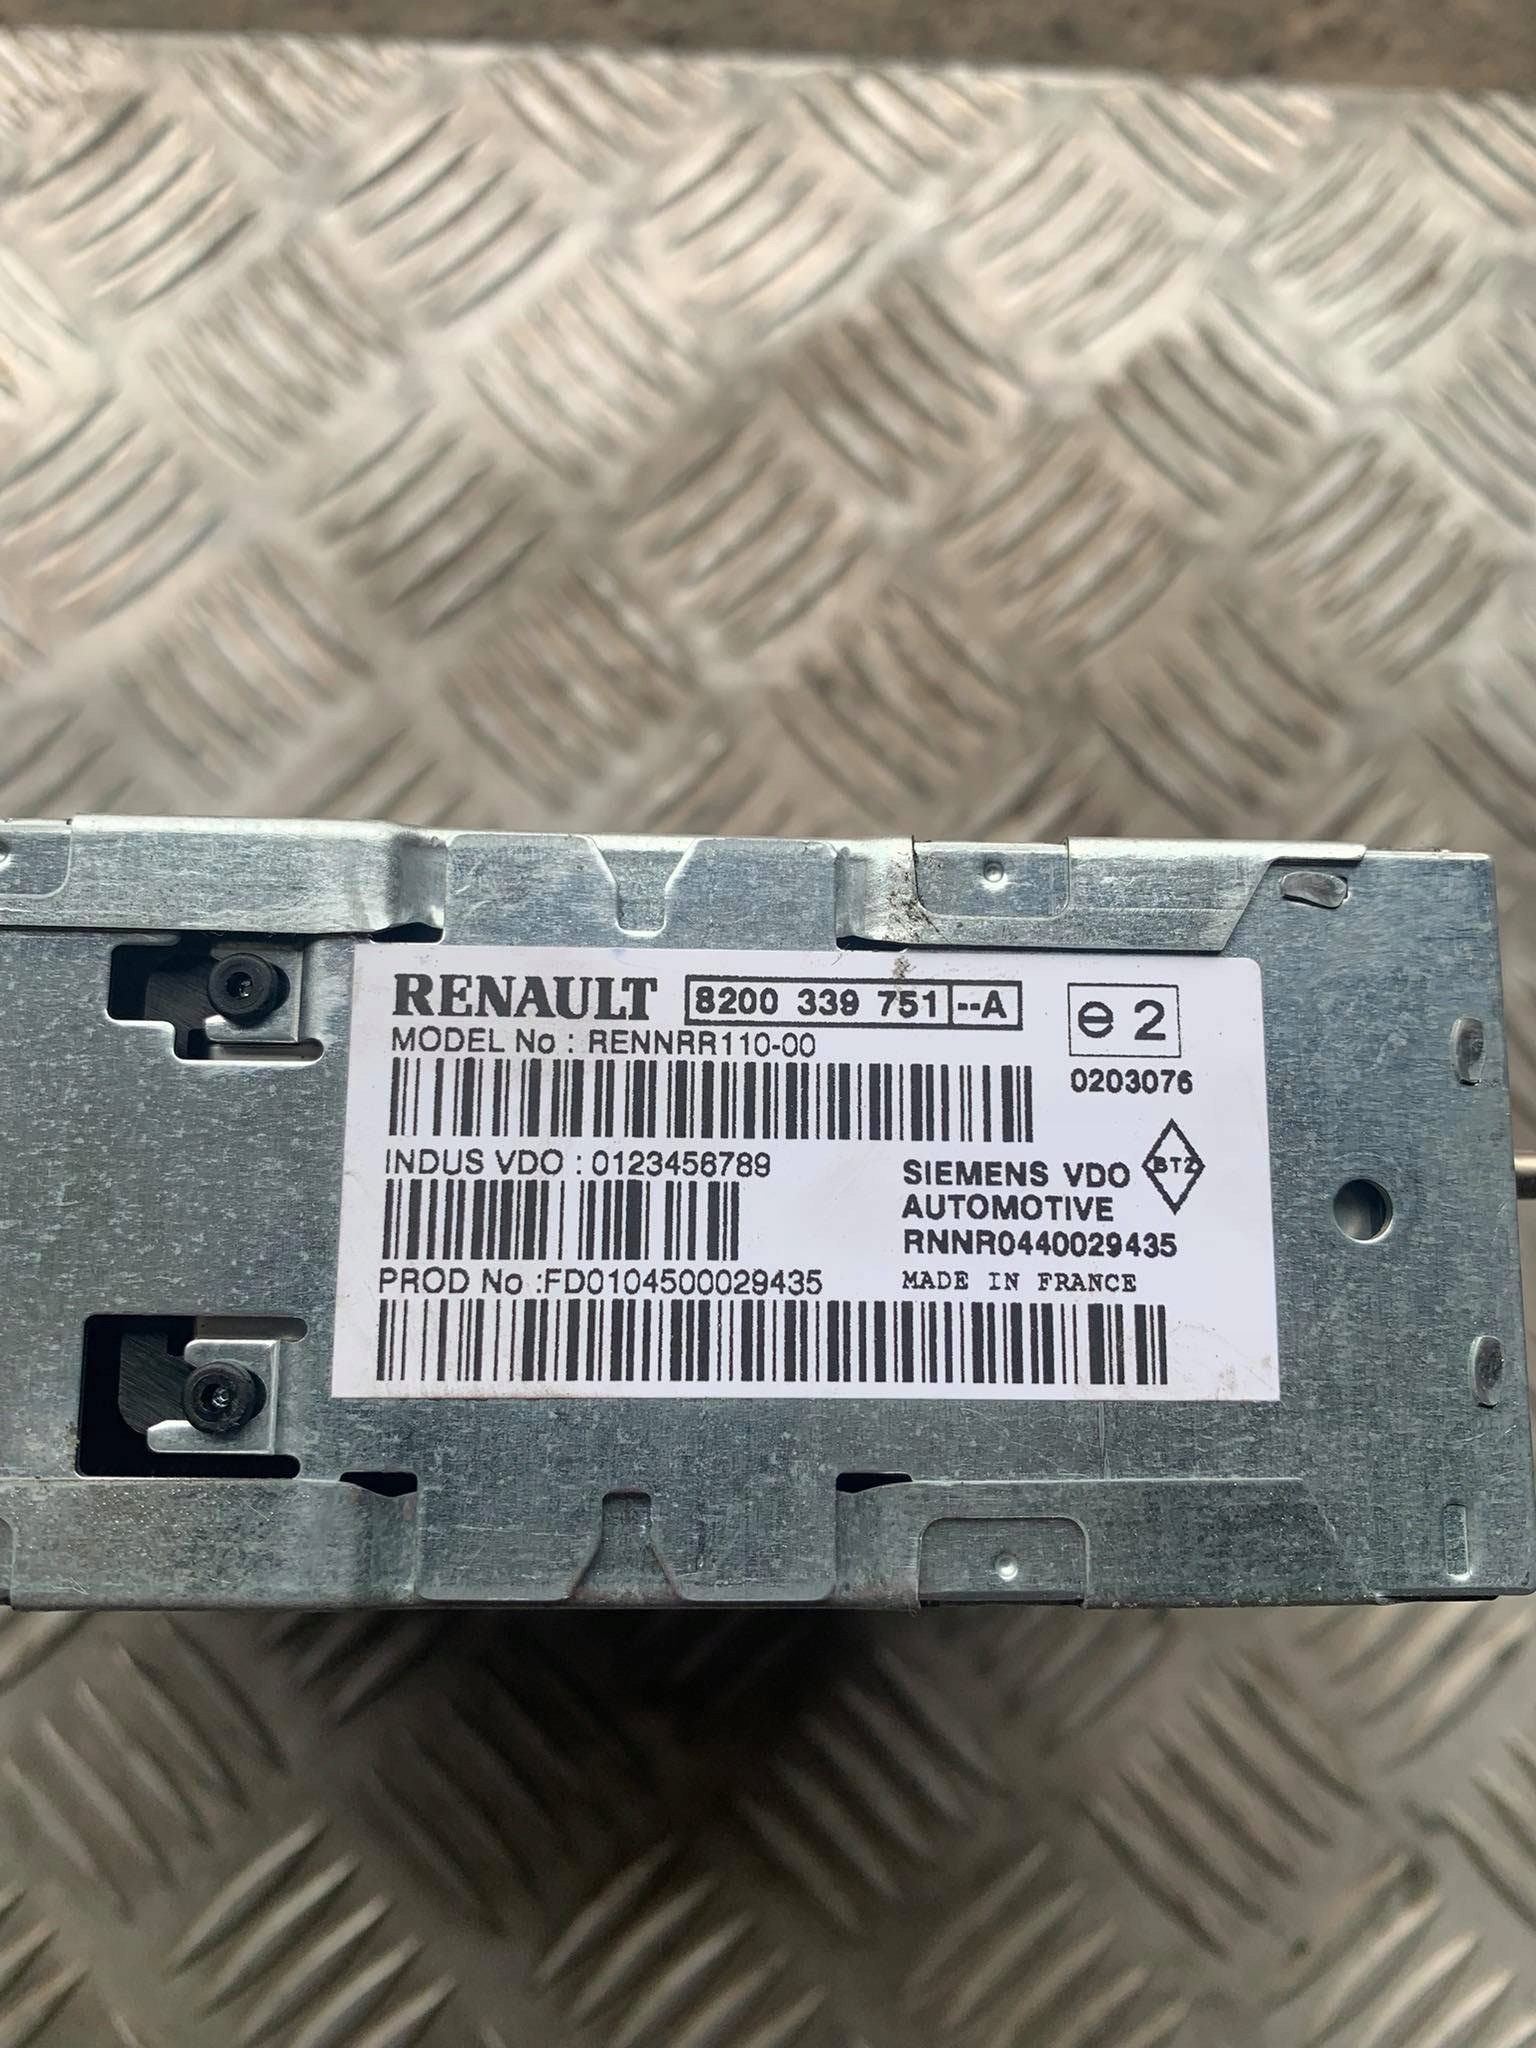 RENAULT 8200 339 751 --A
MODEL No : RENNRR110-00
e 2
0203076
INDUS VDO : 0123456789
SIEMENS VDO
AUTOMOTIVE
BTZ
RNNR0440029435
PROD No :FD0104500029435
MADE IN FRANCE